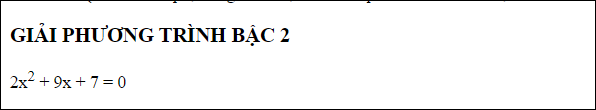 GIẢI PHƯƠNG TRÌNH BẬC 2
2x² + 9x + 7 = 0